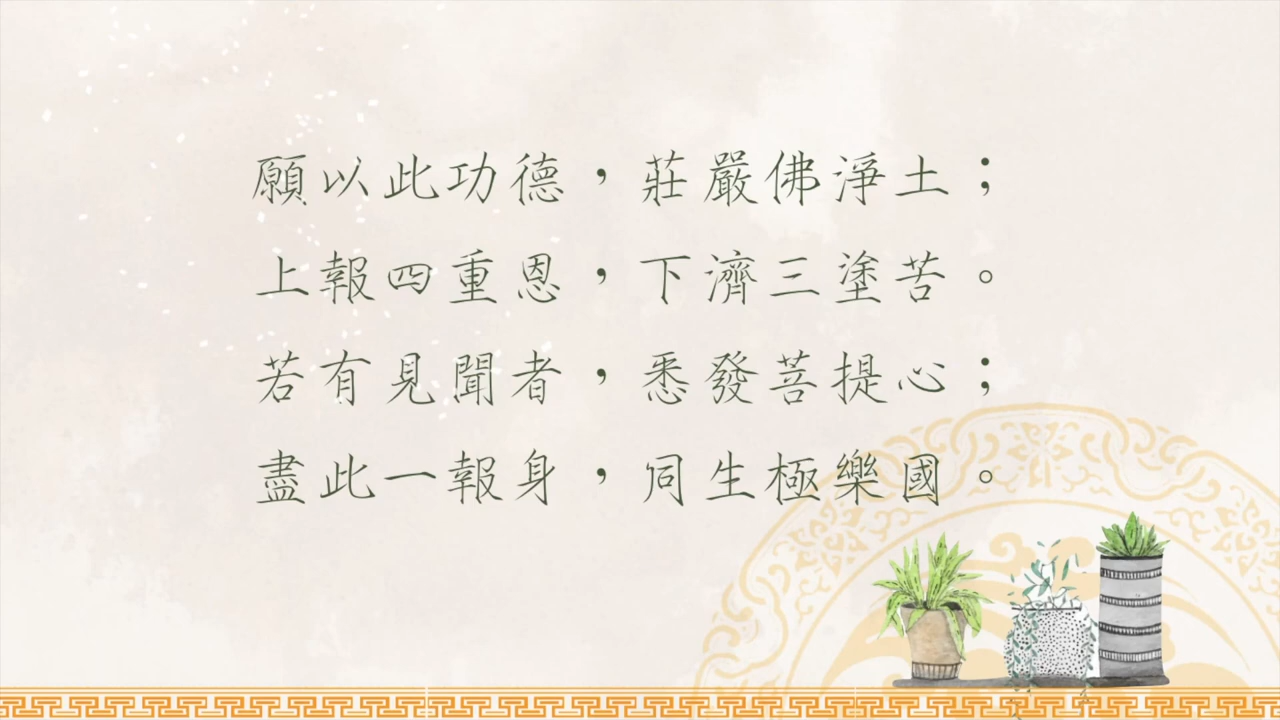 願以此功德，莊嚴佛淨土；
上報四重恩，下濟三塗苦。
若有見聞者，悉發菩提心；
盡此一報身，同生極樂國。